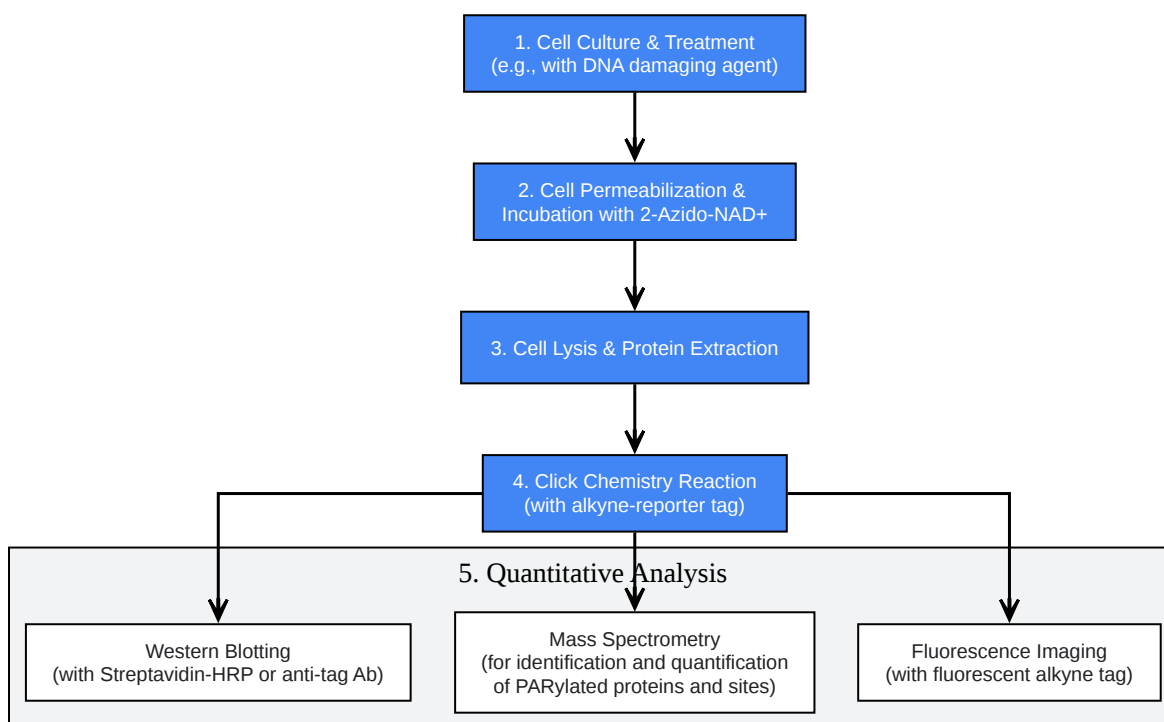 1. Cell Culture & Treatment
(e.g., with DNA damaging agent)
2. Cell Permeabilization &
Incubation with 2-Azido-NAD+
3. Cell Lysis & Protein Extraction
4. Click Chemistry Reaction
(with alkyne-reporter tag)
5. Quantitative Analysis
Western Blotting
(with Streptavidin-HRP or anti-tag Ab)
Mass Spectrometry
(for identification and quantification
of PARylated proteins and sites)
Fluorescence Imaging
(with fluorescent alkyne tag)